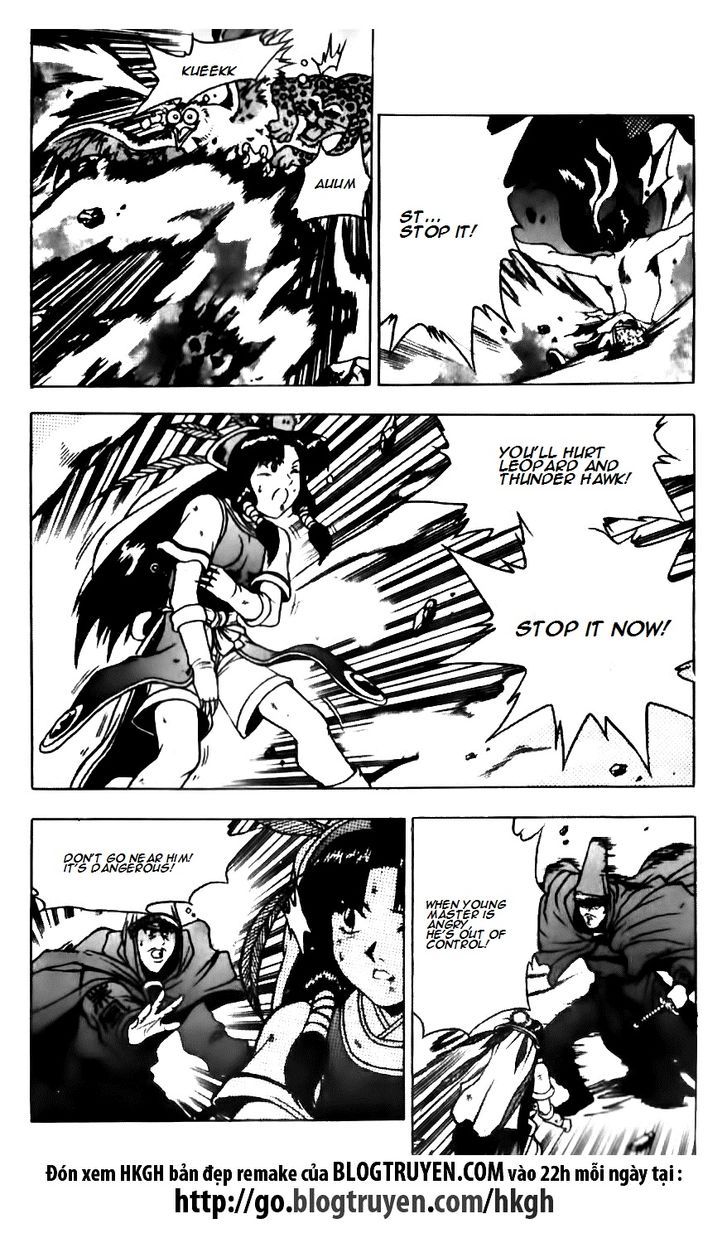 KUEEKK
AUUM
ST...
STOP IT!
YOU'LL HURT
LEOPARD AND
THUNDER HAWK!
STOP IT NOW!
DON'T GO NEAR HIM!
IT'S DANGEROUS!
WHEN YOUNG
MASTER IS
ANGRY
HE'S OUT OF
CONTROL!
Đón xem HKGH bản đẹp remake của BLOGTRUYEN.COM vào 22h mỗi ngày tại :
http://go.blogtruyen.com/hkgh